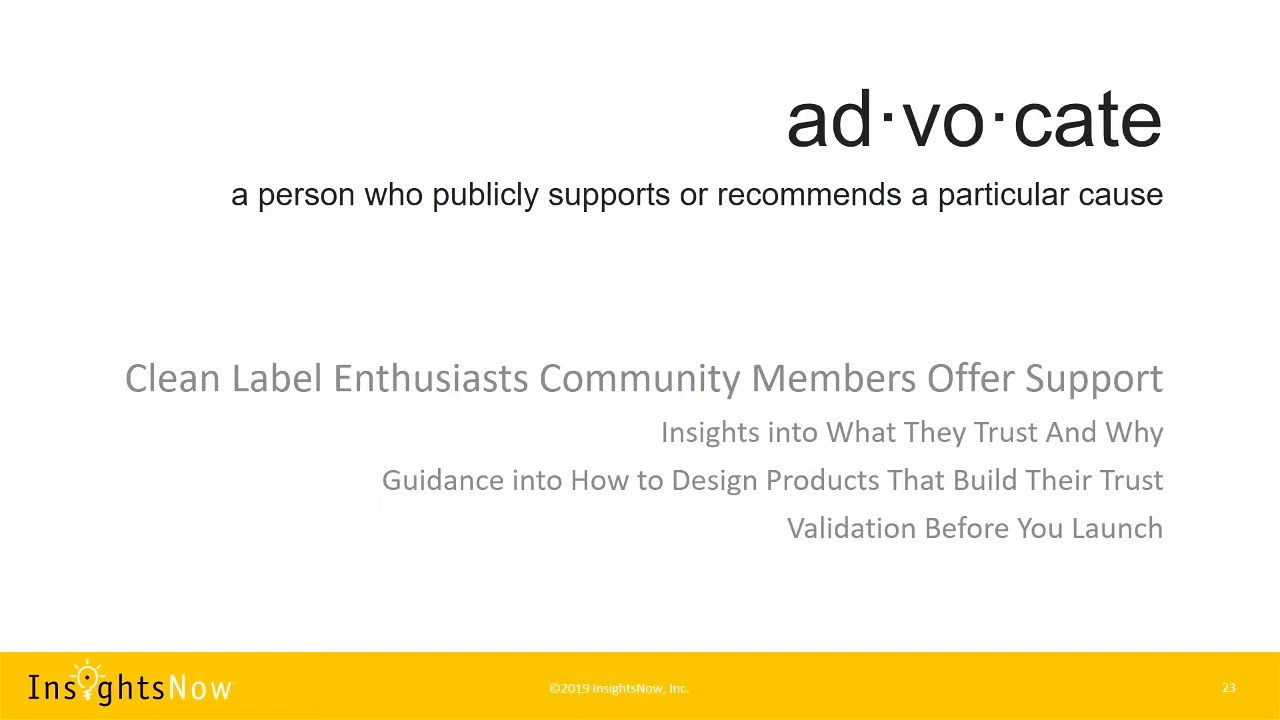 ad·vo·cate
a person who publicly supports or recommends a particular cause
Clean Label Enthusiasts Community Members Offer Support
Insights into What They Trust And Why
Guidance into How to Design Products That Build Their Trust
Validation Before You Launch
InsightsNow
©2019 InsightsNow, Inc.
23